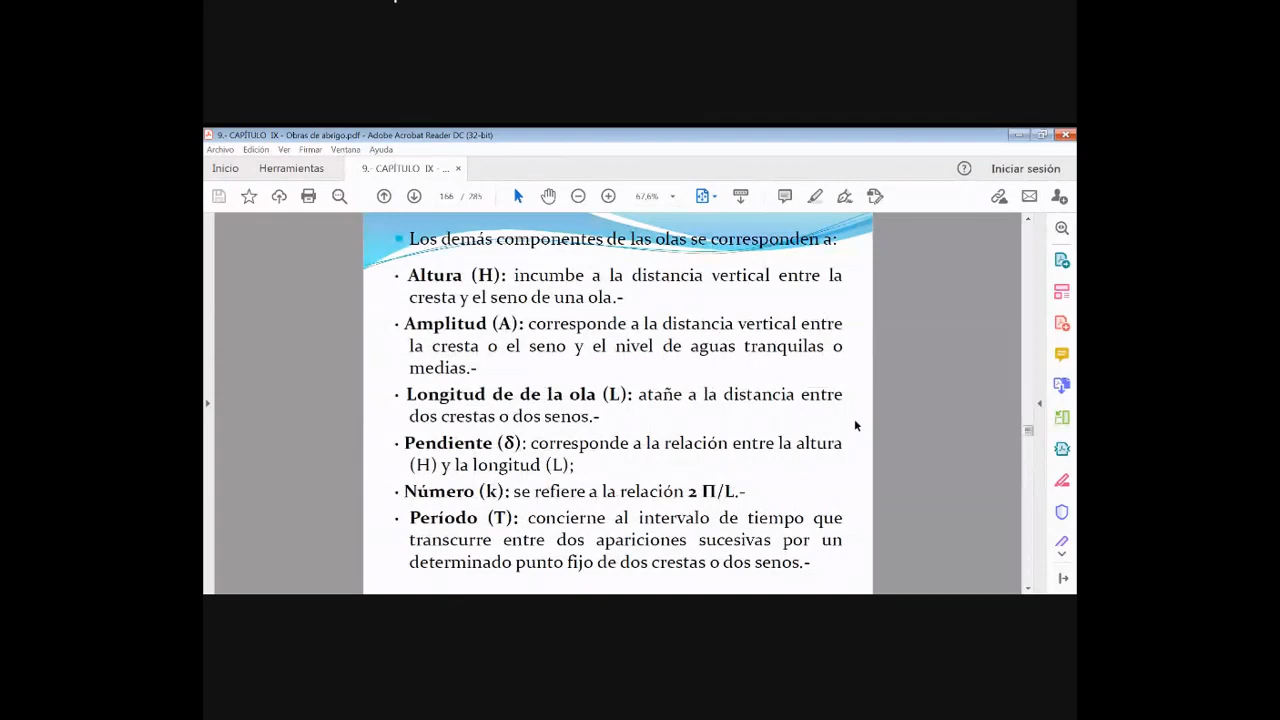 9.- CAPÍTULO IX - Obras de abrigo.pdf - Adobe Acrobat Reader DC (32-bit)
Archivo Edición Ver Firmar Ventana Ayuda
Inicio Herramientas 9.- CAPÍTULO IX - ... × Iniciar sesión
166 / 285 67,6%
Los demás componentes de las olas se corresponden a:
• Altura (H): incumbe a la distancia vertical entre la
cresta y el seno de una ola.-
• Amplitud (A): corresponde a la distancia vertical entre
la cresta o el seno y el nivel de aguas tranquilas o
medias.-
• Longitud de de la ola (L): atañe a la distancia entre
dos crestas o dos senos.-
• Pendiente (δ): corresponde a la relación entre la altura
(H) y la longitud (L);
• Número (k): se refiere a la relación 2 Π/L.-
• Período (T): concierne al intervalo de tiempo que
transcurre entre dos apariciones sucesivas por un
determinado punto fijo de dos crestas o dos senos.-